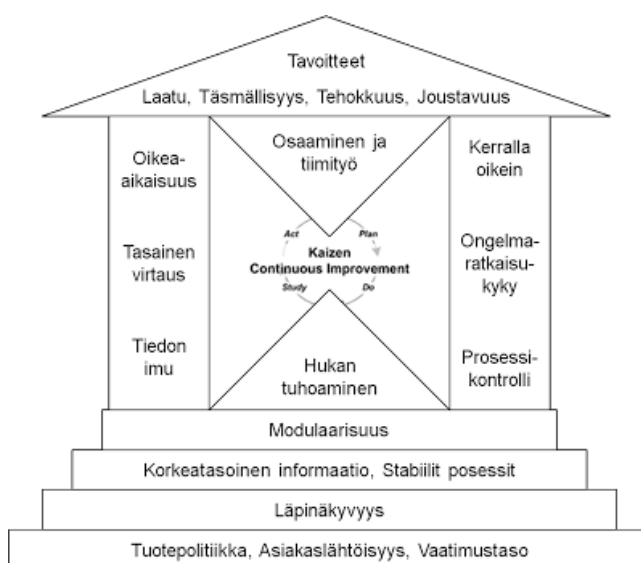 Tavoitteet
Laatu, Täsmällisyys, Tehokkuus, Joustavuus
Oikea-
aikaisuus
Tasainen
virtaus
Tiedon
imu
Osaaminen ja
tiimityö
Act
Plan
Kaizen
Continuous Improvement
Study
Do
Hukan
tuhoaminen
Kerralla
oikein
Ongelma-
ratkaisu-
kyky
Prosessi-
kontrolli
Modulaarisuus
Korkeatasoinen informaatio, Stabiilit posessit
Läpinäkyvyys
Tuotepolitiikka, Asiakaslähtöisyys, Vaatimustaso